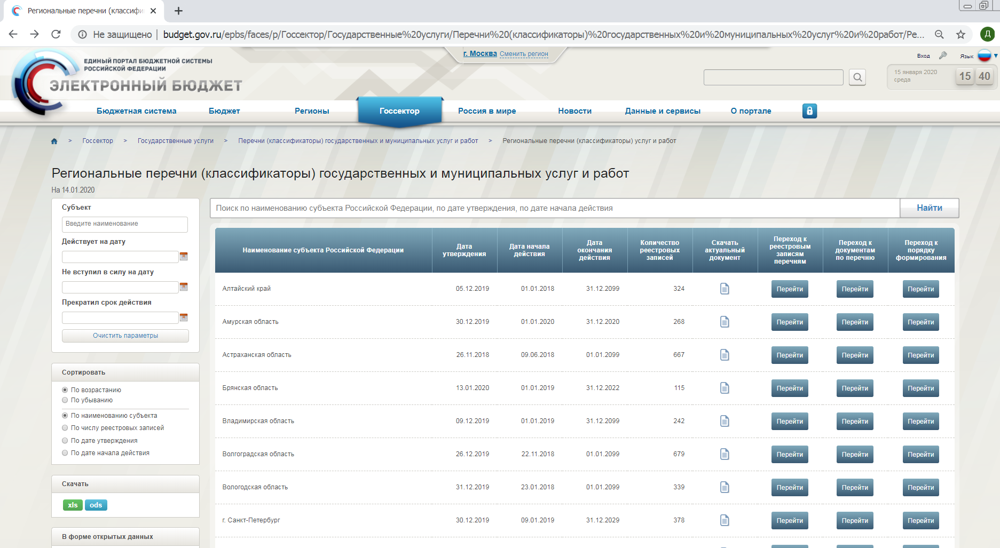 Региональные перечни (классифи
Не защищено | budget.gov.ru/epbs/faces/p/Госсектор/Государственные%20услуги/Перечни%20(классификаторы)%20государственных%20и%20муниципальных%20услуг%20и%20работ/Ре...
Д
ЕДИНЫЙ ПОРТАЛ БЮДЖЕТНОЙ СИСТЕМЫ
РОССИЙСКОЙ ФЕДЕРАЦИИ
ЭЛЕКТРОННЫЙ БЮДЖЕТ
г. Москва Сменить регион
Вход Язык
15 января 2020
среда
15 40
Бюджетная система Бюджет Регионы Госсектор Россия в мире Новости Данные и сервисы О портале
> Госсектор > Государственные услуги > Перечни (классификаторы) государственных и муниципальных услуг и работ > Региональные перечни (классификаторы) услуг и работ
Региональные перечни (классификаторы) государственных и муниципальных услуг и работ
На 14.01.2020
Субъект
Введите наименование
Действует на дату
Не вступил в силу на дату
Прекратил срок действия
Очистить параметры
Сортировать
По возрастанию
По убыванию
По наименованию субъекта
По числу реестровых записей
По дате утверждения
По дате начала действия
Скачать
xls ods
В форме открытых данных
Поиск по наименованию субъекта Российской Федерации, по дате утверждения, по дате начала действия
Найти
Наименование субъекта Российской Федерации
Дата
утверждения
Дата начала
действия
Дата
окончания
действия
Количество
реестровых
записей
Скачать
актуальный
документ
Переход к
реестровым
записям
перечням
Переход к
документам
по перечню
Переход к
порядку
формирования
Алтайский край 05.12.2019 01.01.2018 31.12.2099 324 Перейти Перейти Перейти
Амурская область 30.12.2019 01.01.2020 31.12.2020 268 Перейти Перейти Перейти
Астраханская область 26.11.2018 09.06.2018 01.01.2099 667 Перейти Перейти Перейти
Брянская область 13.01.2020 01.01.2019 31.12.2022 115 Перейти Перейти Перейти
Владимирская область 09.12.2019 01.01.2019 31.12.2099 242 Перейти Перейти Перейти
Волгоградская область 26.12.2019 22.11.2018 01.01.2099 679 Перейти Перейти Перейти
Вологодская область 31.12.2019 23.01.2018 01.01.2099 339 Перейти Перейти Перейти
г. Санкт-Петербург 30.12.2019 09.01.2019 31.12.2029 378 Перейти Перейти Перейти